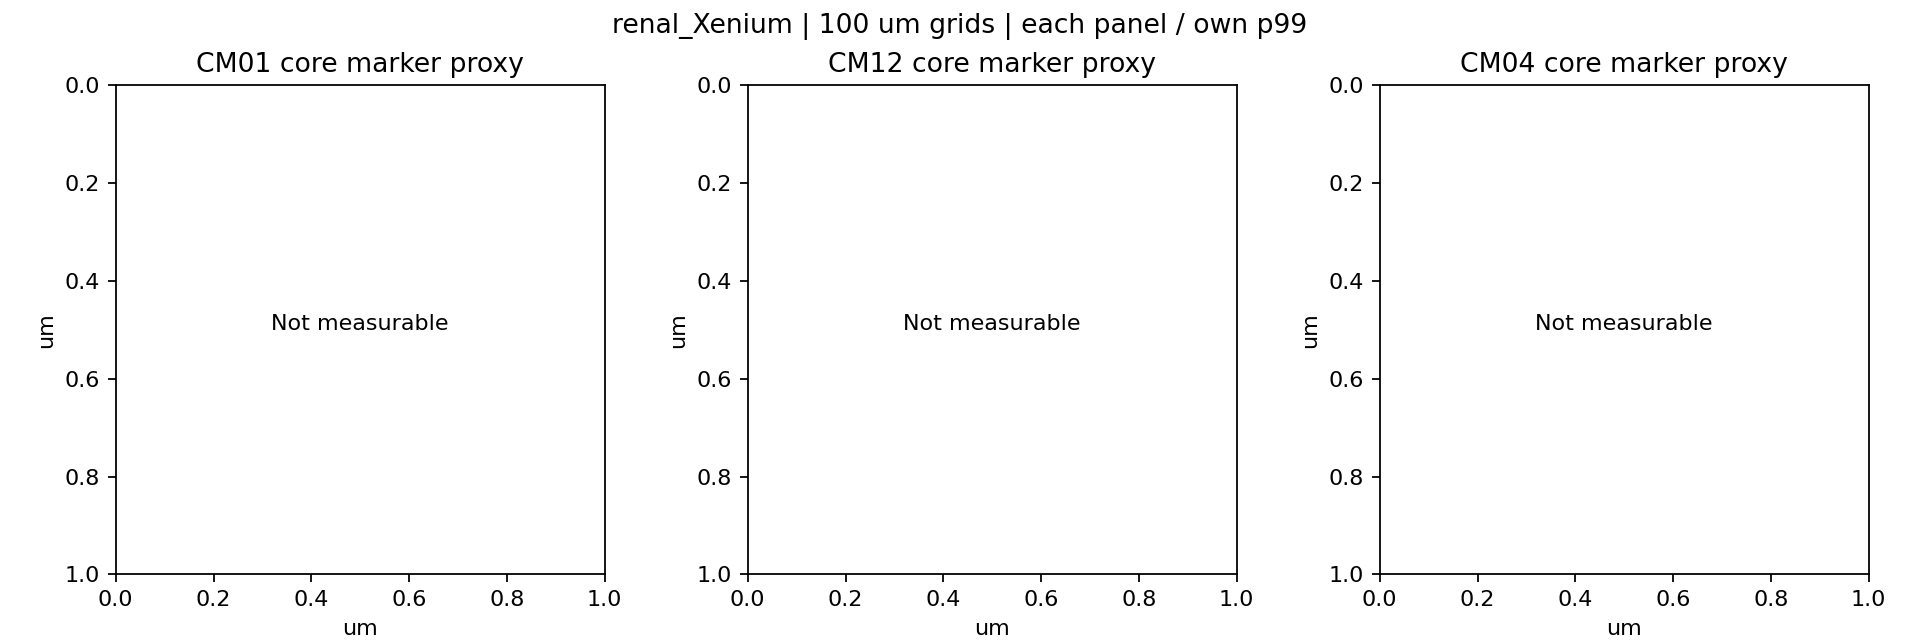 renal_Xenium | 100 um grids | each panel / own p99
CM01 core marker proxy
0.0
0.2
0.4
0.6
0.8
1.0
um
Not measurable
0.0 0.2 0.4 0.6 0.8 1.0
um
CM12 core marker proxy
0.0
0.2
0.4
0.6
0.8
1.0
um
Not measurable
0.0 0.2 0.4 0.6 0.8 1.0
um
CM04 core marker proxy
0.0
0.2
0.4
0.6
0.8
1.0
um
Not measurable
0.0 0.2 0.4 0.6 0.8 1.0
um